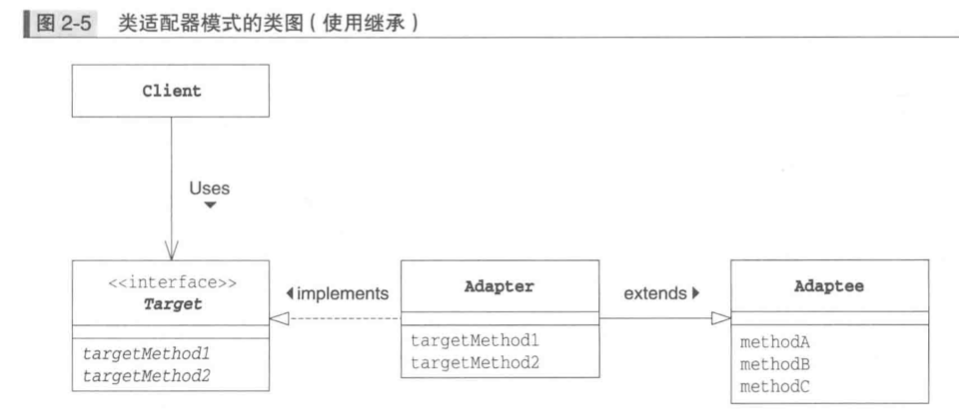 图 2-5 类适配器模式的类图（使用继承）
Client
Uses
<<interface>>
Target
targetMethod1
targetMethod2
implements
Adapter
targetMethod1
targetMethod2
extends
Adaptee
methodA
methodB
methodC